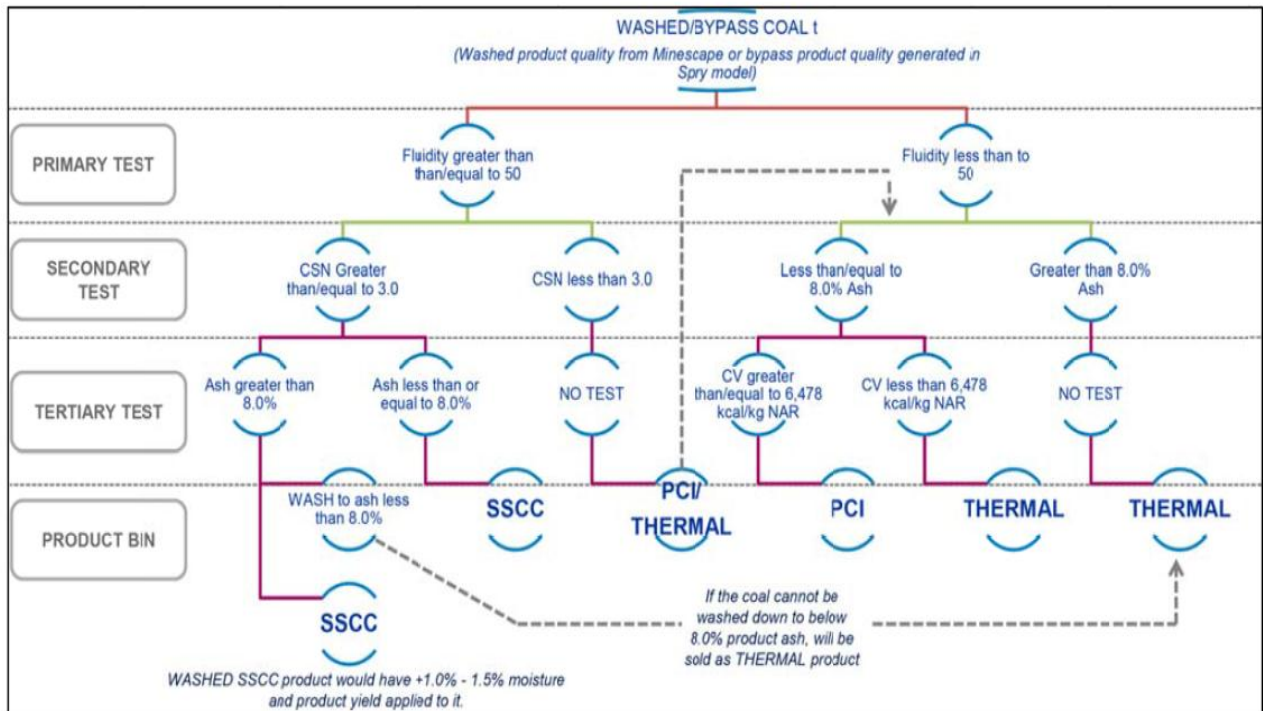 WASHED/BYPASS COAL t
(Washed product quality from Minescape or bypass product quality generated in
Spry model)
PRIMARY TEST
Fluidity greater than
than/equal to 50
Fluidity less than to
50
SECONDARY
TEST
CSN Greater
than/equal to 3.0
CSN less than 3.0
Less than/equal to
8.0% Ash
Greater than 8.0%
Ash
TERTIARY TEST
Ash greater than
8.0%
Ash less than or
equal to 8.0%
NO TEST
CV greater
than/equal to 6,478
kcal/kg NAR
CV less than 6,478
kcal/kg NAR
NO TEST
PRODUCT BIN
WASH to ash less
than 8.0%
SSCC
PCI/
THERMAL
PCI
THERMAL
THERMAL
SSCC
If the coal cannot be
washed down to below
8.0% product ash, will be
sold as THERMAL product
WASHED SSCC product would have +1.0% - 1.5% moisture
and product yield applied to it.